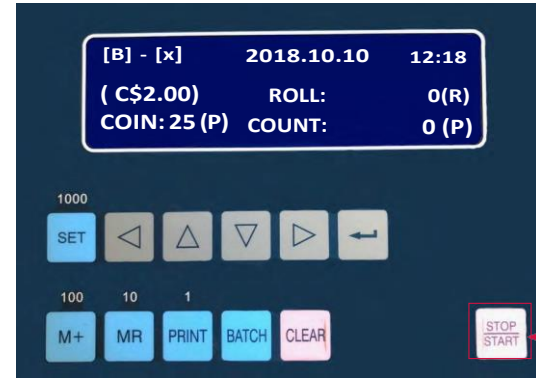 [B] - [x] 2018.10.10 12:18
( C$2.00) ROLL: 0(R)
COIN: 25 (P) COUNT: 0 (P)
1000
SET
100 10 1
M+ MR PRINT BATCH CLEAR
STOP
START